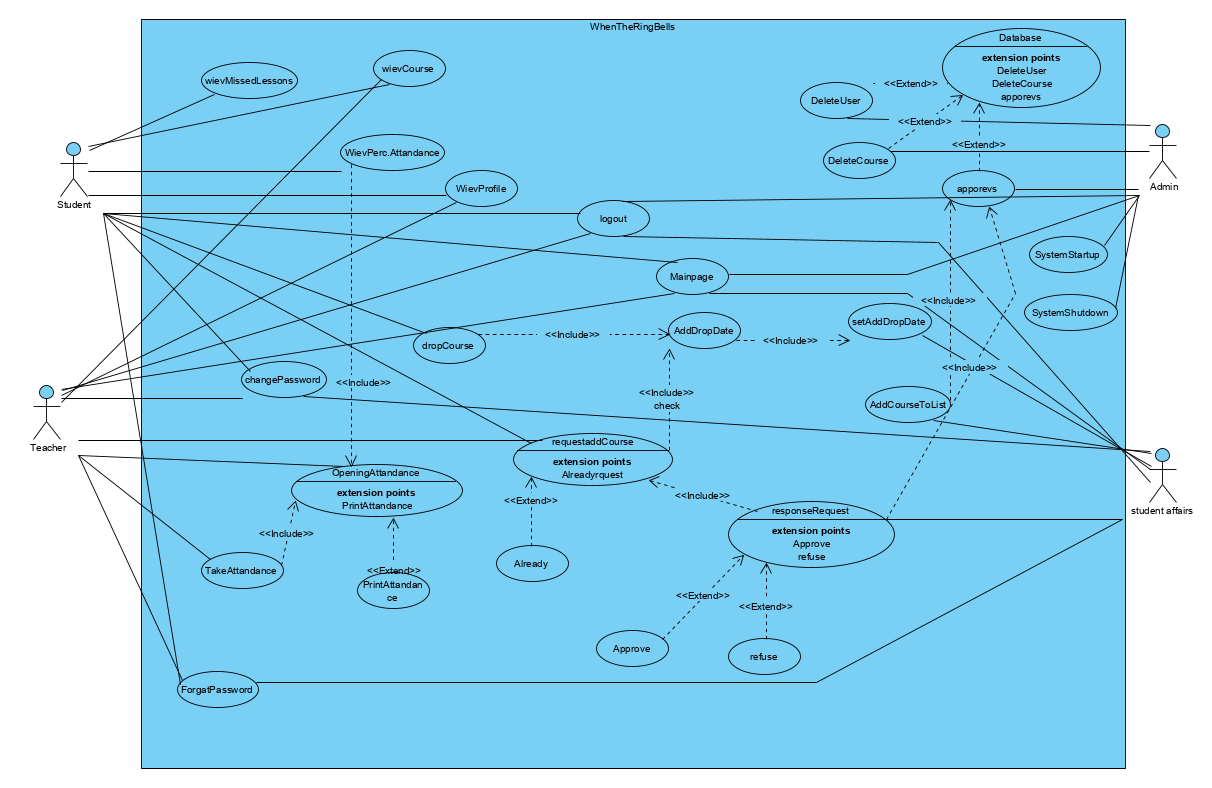 WhenTheRingBells
Database
extension points
DeleteUser
DeleteCourse
apporevs
wievMissedLessons
wievCourse
<<Extend>>
DeleteUser
<<Extend>>
<<Extend>>
WievPerc.Attandance
DeleteCourse
Student
WievProfile
apporevs
Admin
logout
SystemStartup
Mainpage
<<Include>>
SystemShutdown
setAddDropDate
AddDropDate
<<Include>>
<<Include>>
dropCourse
<<Include>>
changePassword
<<Include>>
<<Include>>
check
AddCourseToList
Teacher
requestaddCourse
extension points
Alreadyrquest
OpeningAttandance
extension points
PrintAttandance
<<Extend>>
<<Include>>
student affairs
responseRequest
extension points
Approve
refuse
<<Include>>
Already
TakeAttandance
<<Extend>>
PrintAttandan
ce
<<Extend>>
<<Extend>>
Approve
refuse
ForgatPassword